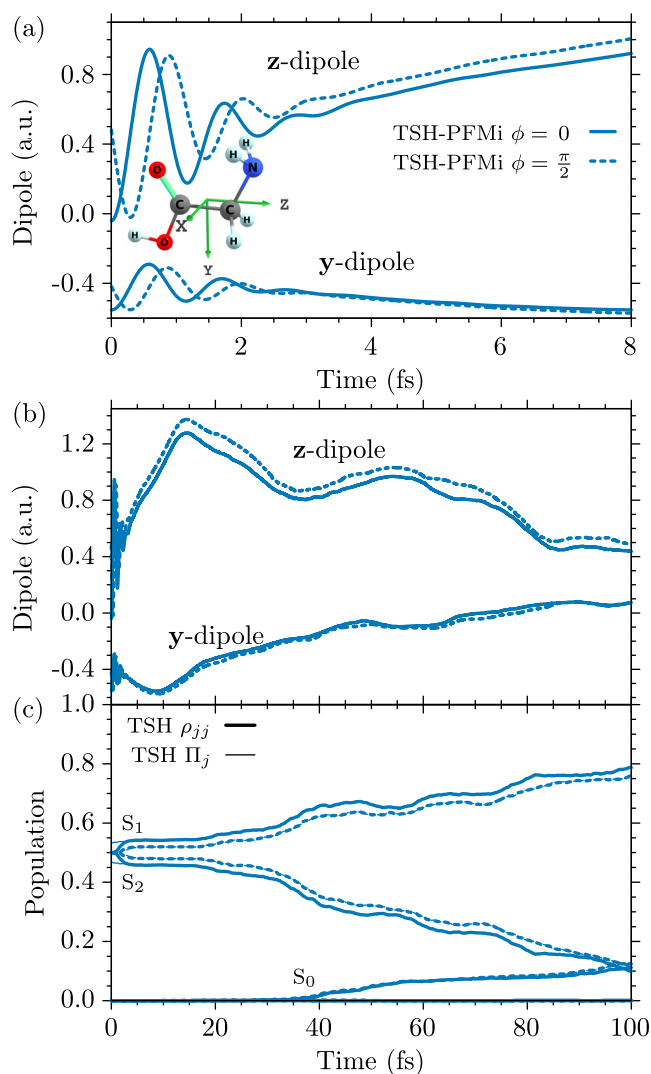 (a)
z-dipole
TSH-PFMi ϕ = 0
TSH-PFMi ϕ = π/2
y-dipole
H
H
N
O
C
C
Z
X
H
H
O
H
Y
Dipole (a.u.)
0.8
0.4
0.0
-0.4
0 2 4 6 8
Time (fs)
(b)
z-dipole
y-dipole
Dipole (a.u.)
1.2
0.8
0.4
0.0
-0.4
(c)
TSH ρjj
TSH Πj
S1
S2
S0
Population
1.0
0.8
0.6
0.4
0.2
0.0
0 20 40 60 80 100
Time (fs)